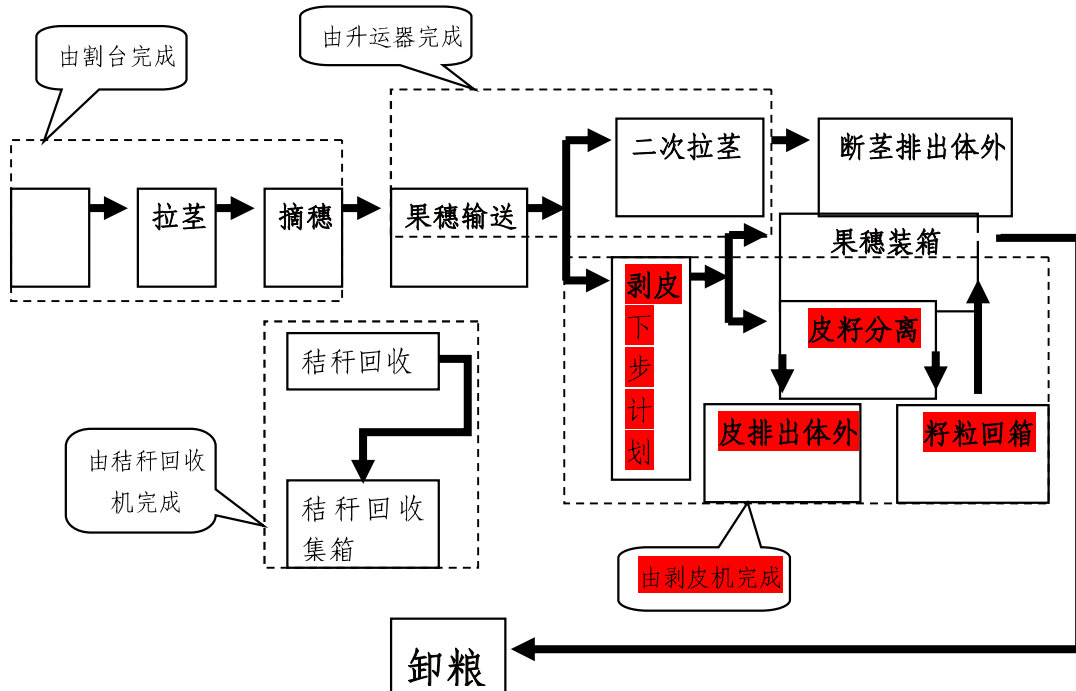 由割台完成
由升运器完成
二次拉茎
断茎排出体外
拉茎
摘穗
果穗输送
果穗装箱
剥皮
下
步
计
划
皮籽分离
秸秆回收
皮排出体外
籽粒回箱
由秸秆回收
机完成
秸秆回收
集箱
由剥皮机完成
卸粮